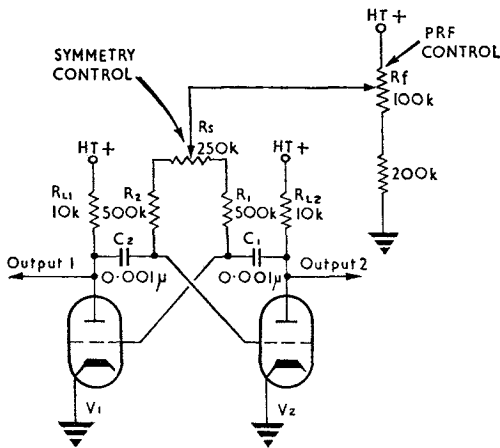 HT+
PRF
CONTROL
SYMMETRY
CONTROL
Rf
100k
Rs
250k
HT+
HT+
200k
RL1
10k
R2
500k
R1
500k
RL2
10k
C2
C1
Output 1
0·001μ
0·001μ
Output 2
V1
V2